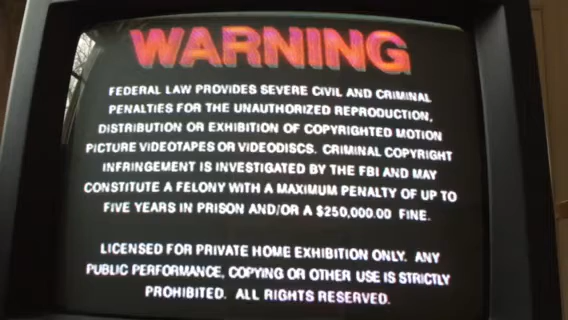 WARNING
FEDERAL LAW PROVIDES SEVERE CIVIL AND CRIMINAL
PENALTIES FOR THE UNAUTHORIZED REPRODUCTION,
DISTRIBUTION OR EXHIBITION OF COPYRIGHTED MOTION
PICTURE VIDEOTAPES OR VIDEODISCS. CRIMINAL COPYRIGHT
INFRINGEMENT IS INVESTIGATED BY THE FBI AND MAY
CONSTITUTE A FELONY WITH A MAXIMUM PENALTY OF UP TO
FIVE YEARS IN PRISON AND/OR A $250,000.00 FINE.
LICENSED FOR PRIVATE HOME EXHIBITION ONLY. ANY
PUBLIC PERFORMANCE, COPYING OR OTHER USE IS STRICTLY
PROHIBITED. ALL RIGHTS RESERVED.